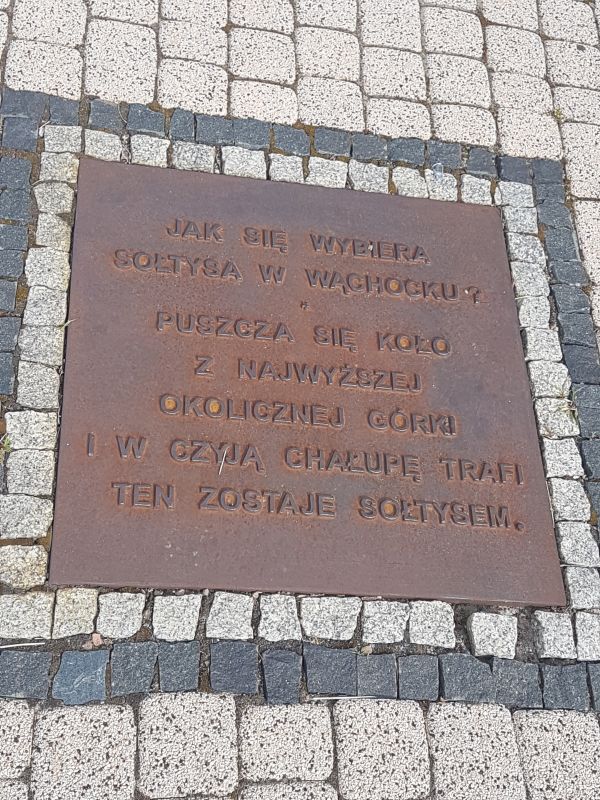 JAK SIĘ WYBIERA
SOŁTYSA W WĄCHOCKU?
*
PUSZCZA SIĘ KOŁO
Z NAJWYŻSZEJ
OKOLICZNEJ GÓRKI
I W CZYJĄ CHAŁUPĘ TRAFI
TEN ZOSTAJE SOŁTYSEM.